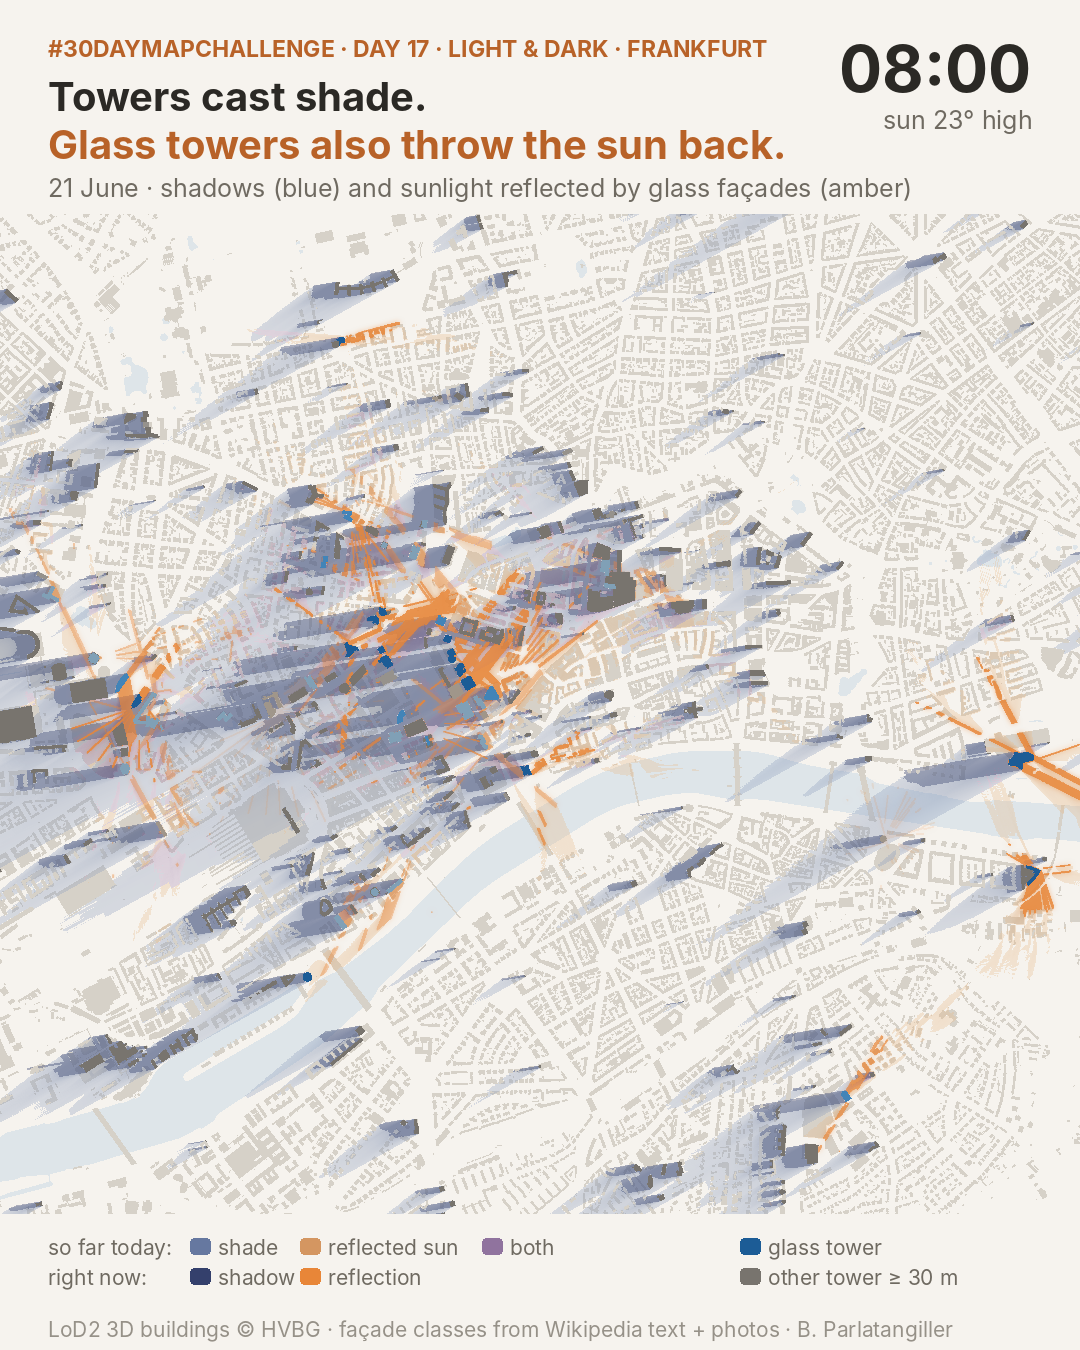 #30DAYMAPCHALLENGE · DAY 17 · LIGHT & DARK · FRANKFURT
08:00
sun 23° high
Towers cast shade.
Glass towers also throw the sun back.
21 June · shadows (blue) and sunlight reflected by glass façades (amber)
so far today: shade reflected sun both glass tower
right now: shadow reflection other tower ≥ 30 m
LoD2 3D buildings © HVBG · façade classes from Wikipedia text + photos · B. Parlatangiller